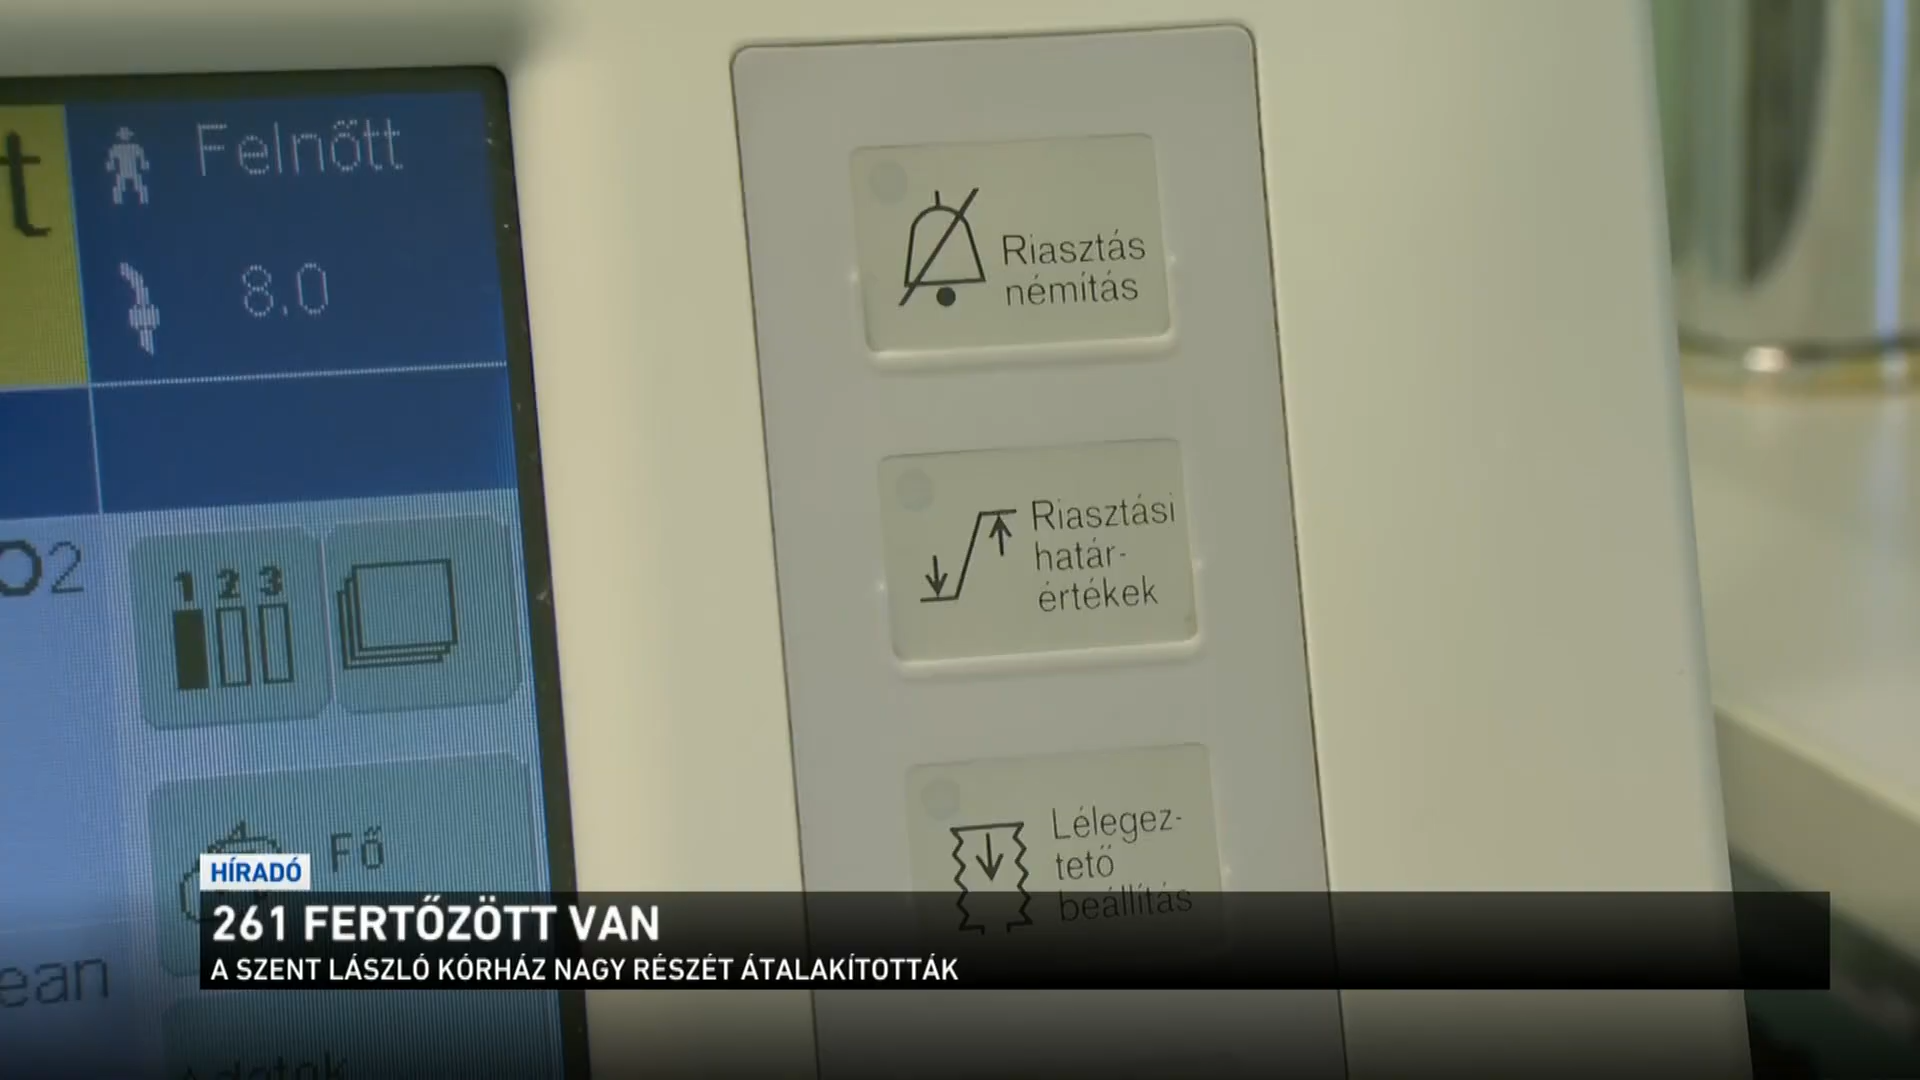 Felnőtt
8.0
t
Riasztás
némítás
O2
1 2 3
Riasztási
határ-
értékek
Fő
Lélegez-
tető
beállítás
HÍRADÓ
261 FERTŐZÖTT VAN
A SZENT LÁSZLÓ KÓRHÁZ NAGY RÉSZÉT ÁTALAKÍTOTTÁK
ean
Adatok